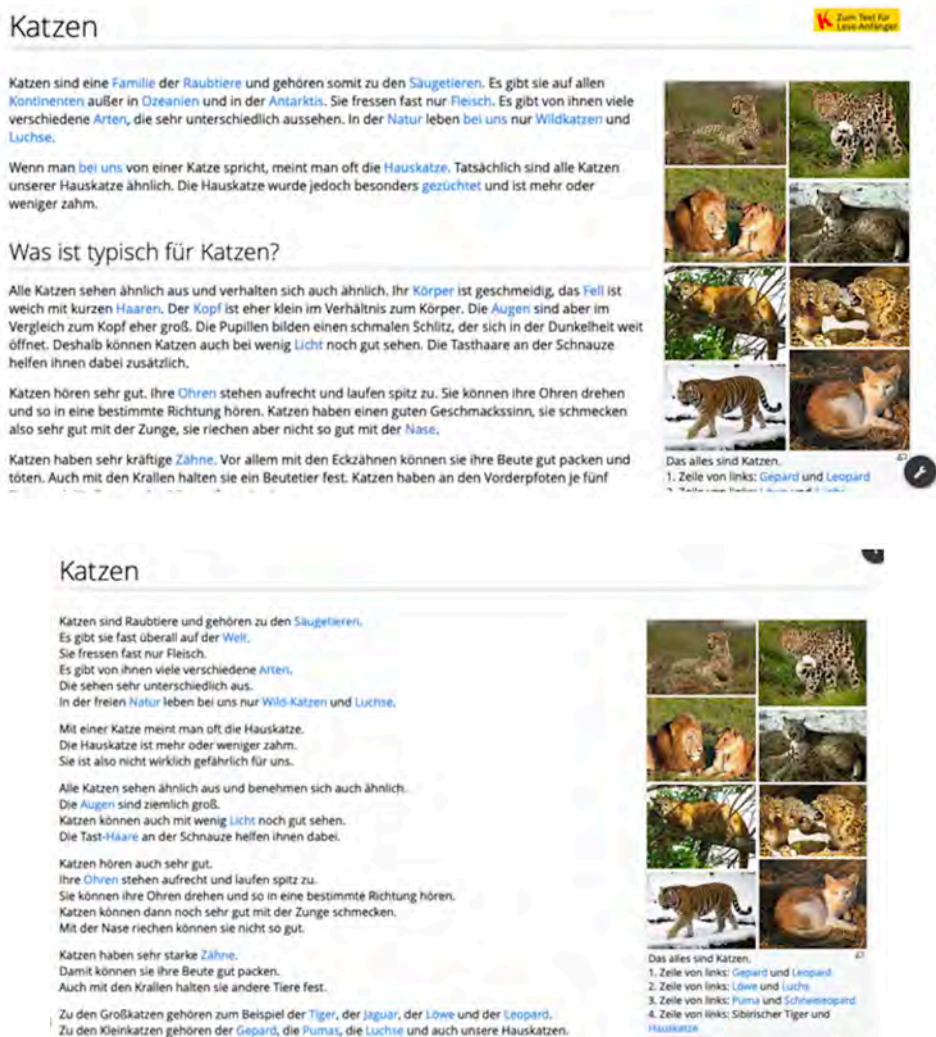 Katzen
Zum Text für
Lese-Anfänger
Katzen sind eine Familie der Raubtiere und gehören somit zu den Säugetieren. Es gibt sie auf allen
Kontinenten außer in Ozeanien und in der Antarktis. Sie fressen fast nur Fleisch. Es gibt von ihnen viele
verschiedene Arten, die sehr unterschiedlich aussehen. In der Natur leben bei uns nur Wildkatzen und
Luchse.
Wenn man bei uns von einer Katze spricht, meint man oft die Hauskatze. Tatsächlich sind alle Katzen
unserer Hauskatze ähnlich. Die Hauskatze wurde jedoch besonders gezüchtet und ist mehr oder
weniger zahm.
Was ist typisch für Katzen?
Alle Katzen sehen ähnlich aus und verhalten sich auch ähnlich. Ihr Körper ist geschmeidig, das Fell ist
weich mit kurzen Haaren. Der Kopf ist eher klein im Verhältnis zum Körper. Die Augen sind aber im
Vergleich zum Kopf eher groß. Die Pupillen bilden einen schmalen Schlitz, der sich in der Dunkelheit weit
öffnet. Deshalb können Katzen auch bei wenig Licht noch gut sehen. Die Tasthaare an der Schnauze
helfen ihnen dabei zusätzlich.
Katzen hören sehr gut. Ihre Ohren stehen aufrecht und laufen spitz zu. Sie können ihre Ohren drehen
und so in eine bestimmte Richtung hören. Katzen haben einen guten Geschmackssinn, sie schmecken
also sehr gut mit der Zunge, sie riechen aber nicht so gut mit der Nase.
Katzen haben sehr kräftige Zähne. Vor allem mit den Eckzähnen können sie ihre Beute gut packen und
töten. Auch mit den Krallen halten sie ein Beutetier fest. Katzen haben an den Vorderpfoten je fünf
Das alles sind Katzen.
1. Zeile von links: Gepard und Leopard
Katzen
Katzen sind Raubtiere und gehören zu den Säugetieren.
Es gibt sie fast überall auf der Welt.
Sie fressen fast nur Fleisch.
Es gibt von ihnen viele verschiedene Arten.
Die sehen sehr unterschiedlich aus.
In der freien Natur leben bei uns nur Wild-Katzen und Luchse.
Mit einer Katze meint man oft die Hauskatze.
Die Hauskatze ist mehr oder weniger zahm.
Sie ist also nicht wirklich gefährlich für uns.
Alle Katzen sehen ähnlich aus und benehmen sich auch ähnlich.
Die Augen sind ziemlich groß.
Katzen können auch mit wenig Licht noch gut sehen.
Die Tast-Haare an der Schnauze helfen ihnen dabei.
Katzen hören auch sehr gut.
Ihre Ohren stehen aufrecht und laufen spitz zu.
Sie können ihre Ohren drehen und so in eine bestimmte Richtung hören.
Katzen können dann noch sehr gut mit der Zunge schmecken.
Mit der Nase riechen können sie nicht so gut.
Katzen haben sehr starke Zähne.
Damit können sie ihre Beute gut packen.
Auch mit den Krallen halten sie andere Tiere fest.
Zu den Großkatzen gehören zum Beispiel der Tiger, der Jaguar, der Löwe und der Leopard.
Zu den Kleinkatzen gehören der Gepard, die Pumas, die Luchse und auch unsere Hauskatzen.
Das alles sind Katzen.
1. Zeile von links: Gepard und Leopard
2. Zeile von links: Löwe und Luchs
3. Zeile von links: Puma und Schneeleopard
4. Zeile von links: Sibirischer Tiger und
Hauskatze